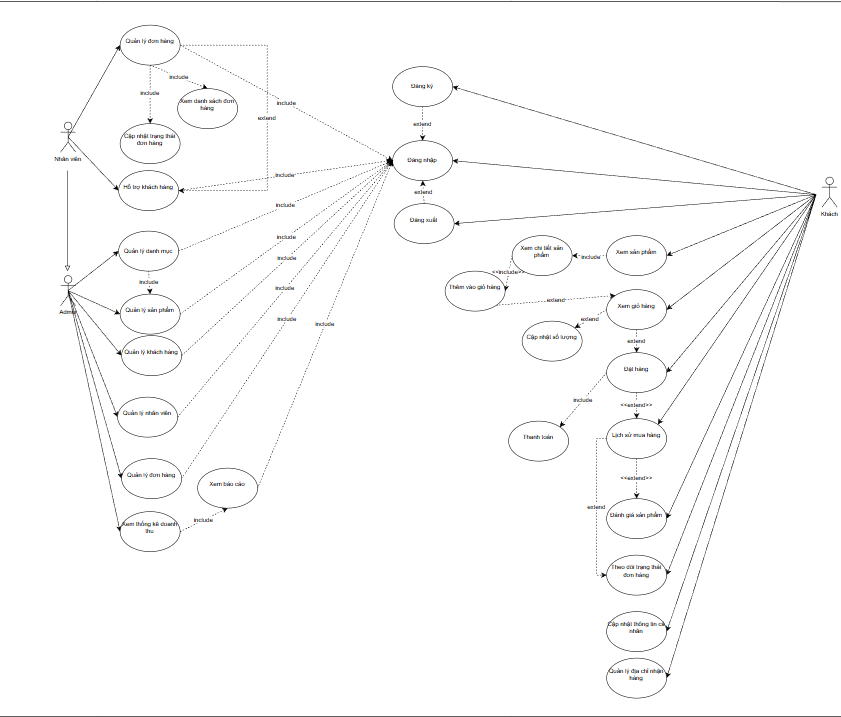 Quản lý đơn hàng
include
include
Xem danh sách đơn
hàng
Cập nhật trạng thái
đơn hàng
extend
include
Nhân viên
Hỗ trợ khách hàng
include
include
Quản lý danh mục
include
include
include
Admin
Quản lý sản phẩm
Quản lý khách hàng
include
include
include
Quản lý nhân viên
Quản lý đơn hàng
Xem báo cáo
include
Xem thống kê doanh
thu
Đăng ký
extend
Đăng nhập
extend
Đăng xuất
Khách
Xem chi tiết sản
phẩm
include
Xem sản phẩm
<<include>>
Thêm vào giỏ hàng
extend
Xem giỏ hàng
extend
Cập nhật số lượng
extend
Đặt hàng
include
<<extend>>
Thanh toán
Lịch sử mua hàng
<<extend>>
extend
Đánh giá sản phẩm
Theo dõi trạng thái
đơn hàng
Cập nhật thông tin cá
nhân
Quản lý địa chỉ nhận
hàng